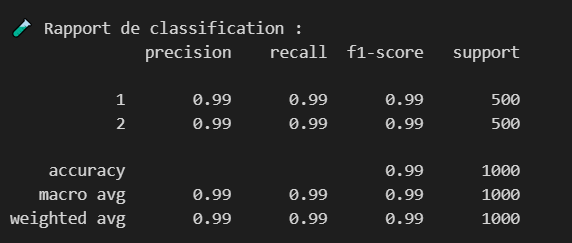 🧪 Rapport de classification :
precision recall f1-score support
1 0.99 0.99 0.99 500
2 0.99 0.99 0.99 500
accuracy 0.99 1000
macro avg 0.99 0.99 0.99 1000
weighted avg 0.99 0.99 0.99 1000